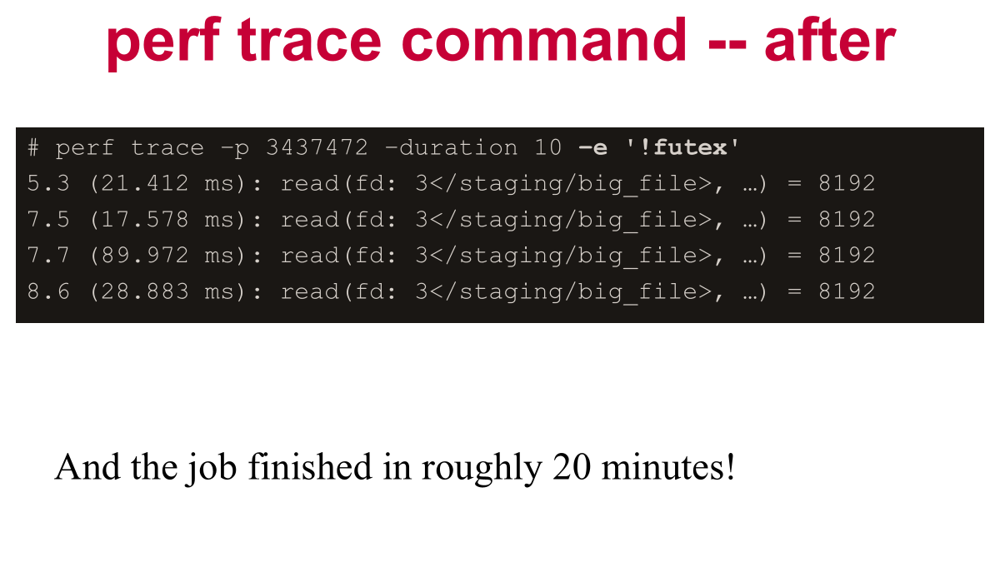 perf trace command -- after
# perf trace –p 3437472 –duration 10 –e '!futex'
5.3 (21.412 ms): read(fd: 3</staging/big_file>, …) = 8192
7.5 (17.578 ms): read(fd: 3</staging/big_file>, …) = 8192
7.7 (89.972 ms): read(fd: 3</staging/big_file>, …) = 8192
8.6 (28.883 ms): read(fd: 3</staging/big_file>, …) = 8192
And the job finished in roughly 20 minutes!